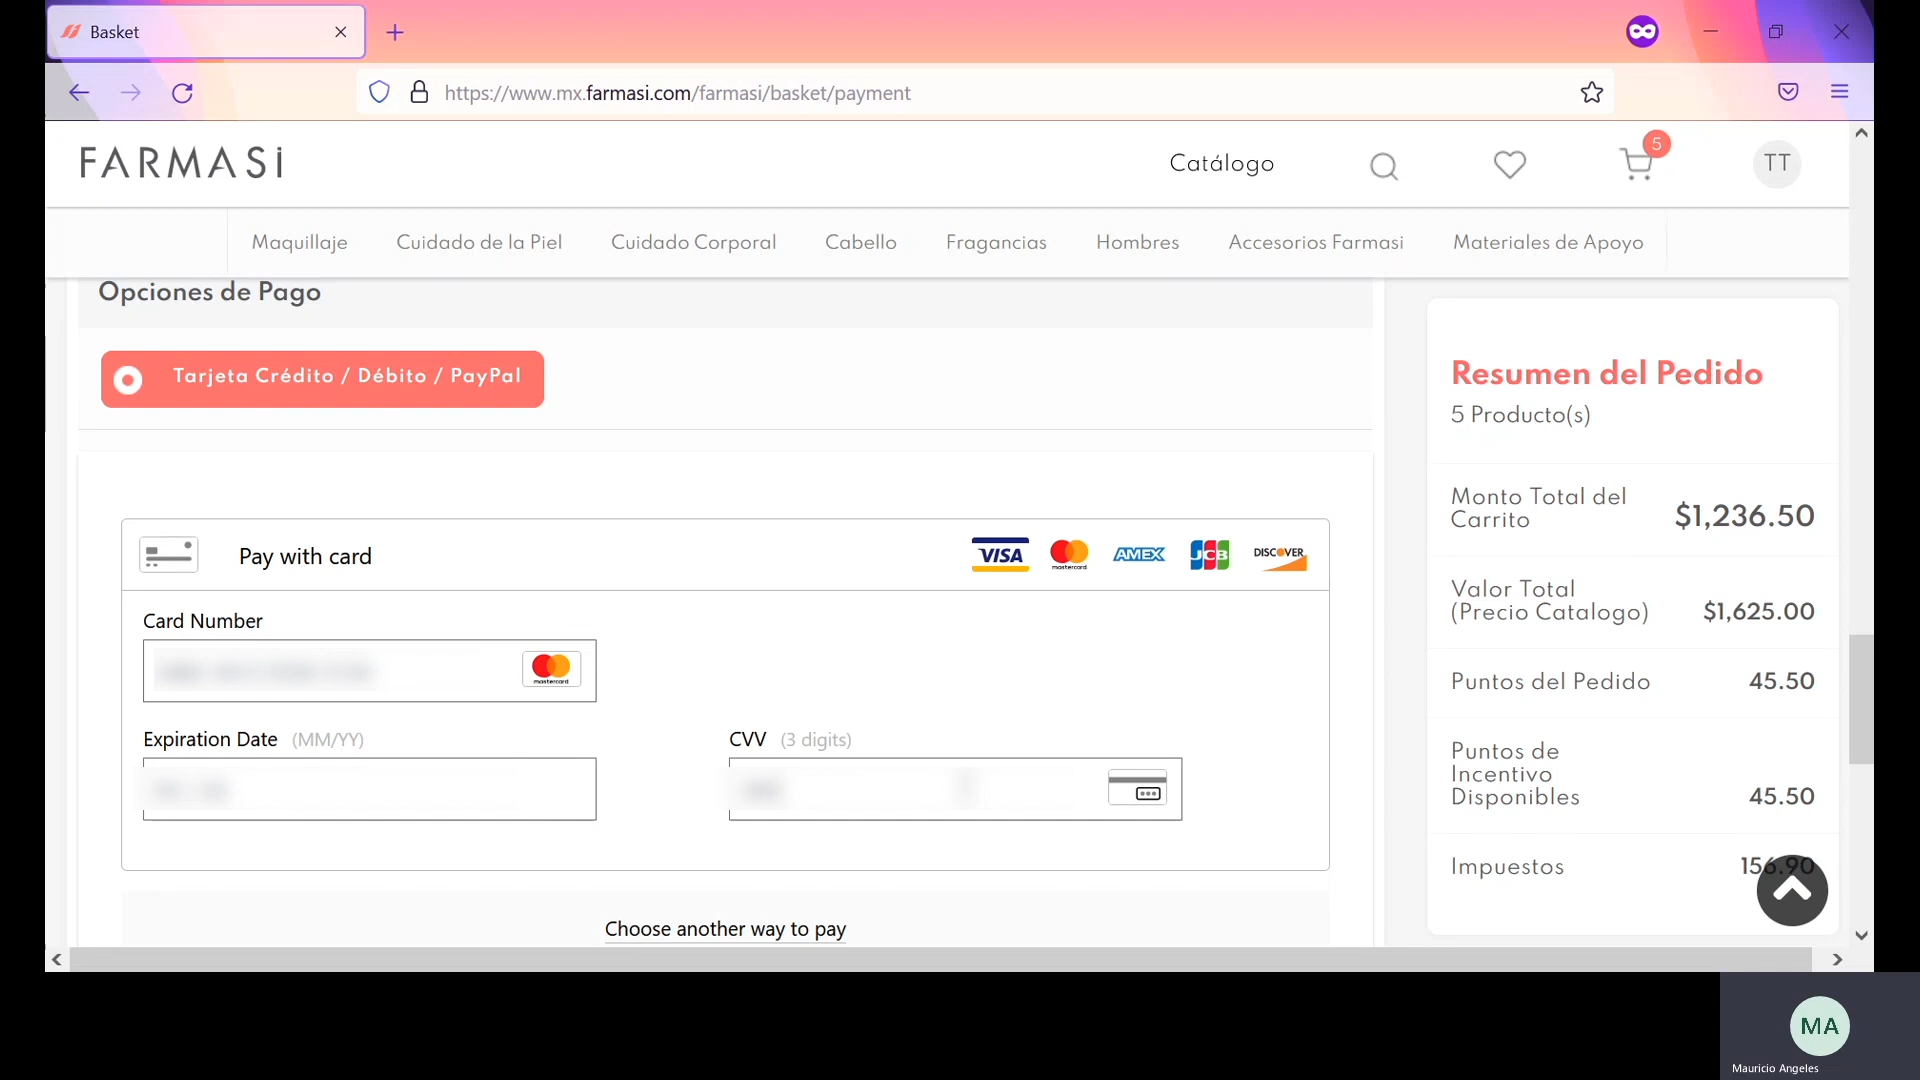 Basket
https://www.mx.farmasi.com/farmasi/basket/payment
FARMASi
Catálogo
5
TT
Maquillaje
Cuidado de la Piel
Cuidado Corporal
Cabello
Fragancias
Hombres
Accesorios Farmasi
Materiales de Apoyo
Opciones de Pago
Tarjeta Crédito / Débito / PayPal
Pay with card
VISA
mastercard
AMEX
JCB
DISCOVER
Card Number
mastercard
Expiration Date (MM/YY)
CVV (3 digits)
Choose another way to pay
Resumen del Pedido
5 Producto(s)
Monto Total del
Carrito
$1,236.50
Valor Total
(Precio Catalogo)
$1,625.00
Puntos del Pedido
45.50
Puntos de
Incentivo
Disponibles
45.50
Impuestos
156.90
MA
Mauricio Angeles